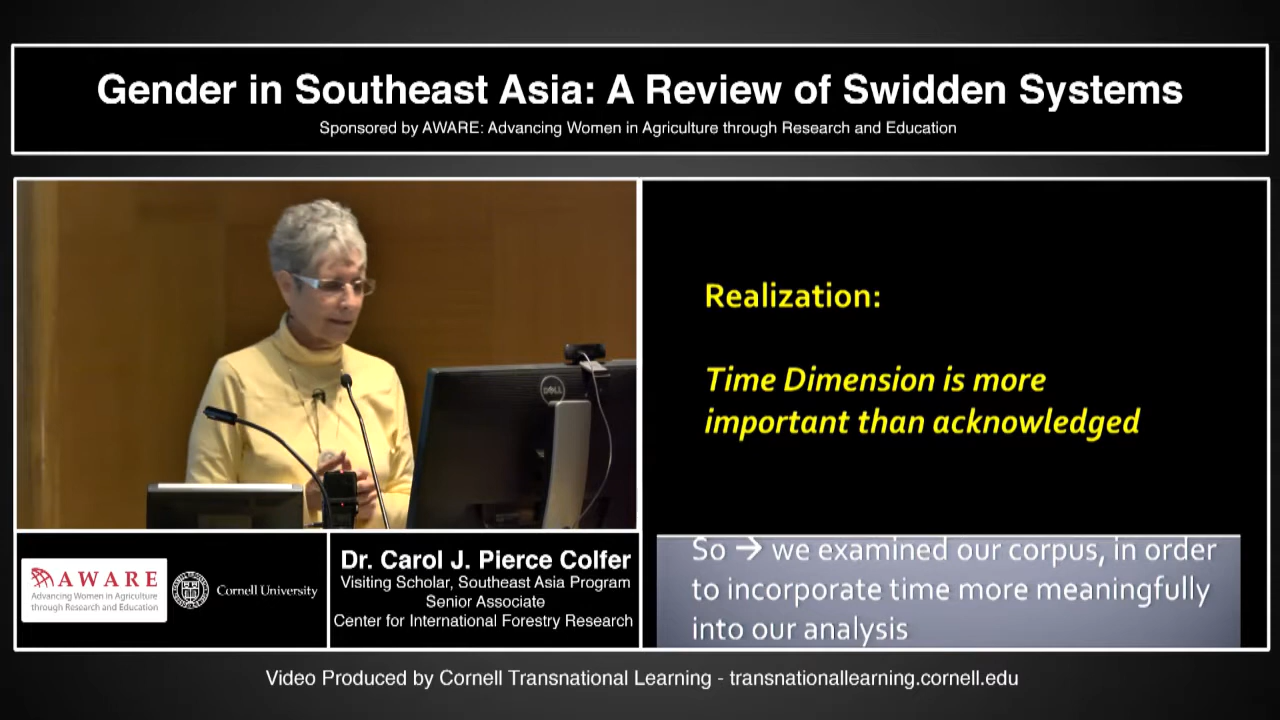 Gender in Southeast Asia: A Review of Swidden Systems
Sponsored by AWARE: Advancing Women in Agriculture through Research and Education
DELL
Realization:
Time Dimension is more
important than acknowledged
So → we examined our corpus, in order
to incorporate time more meaningfully
into our analysis
AWARE
Advancing Women in Agriculture
through Research and Education
Cornell University
Dr. Carol J. Pierce Colfer
Visiting Scholar, Southeast Asia Program
Senior Associate
Center for International Forestry Research
Video Produced by Cornell Transnational Learning - transnationallearning.cornell.edu